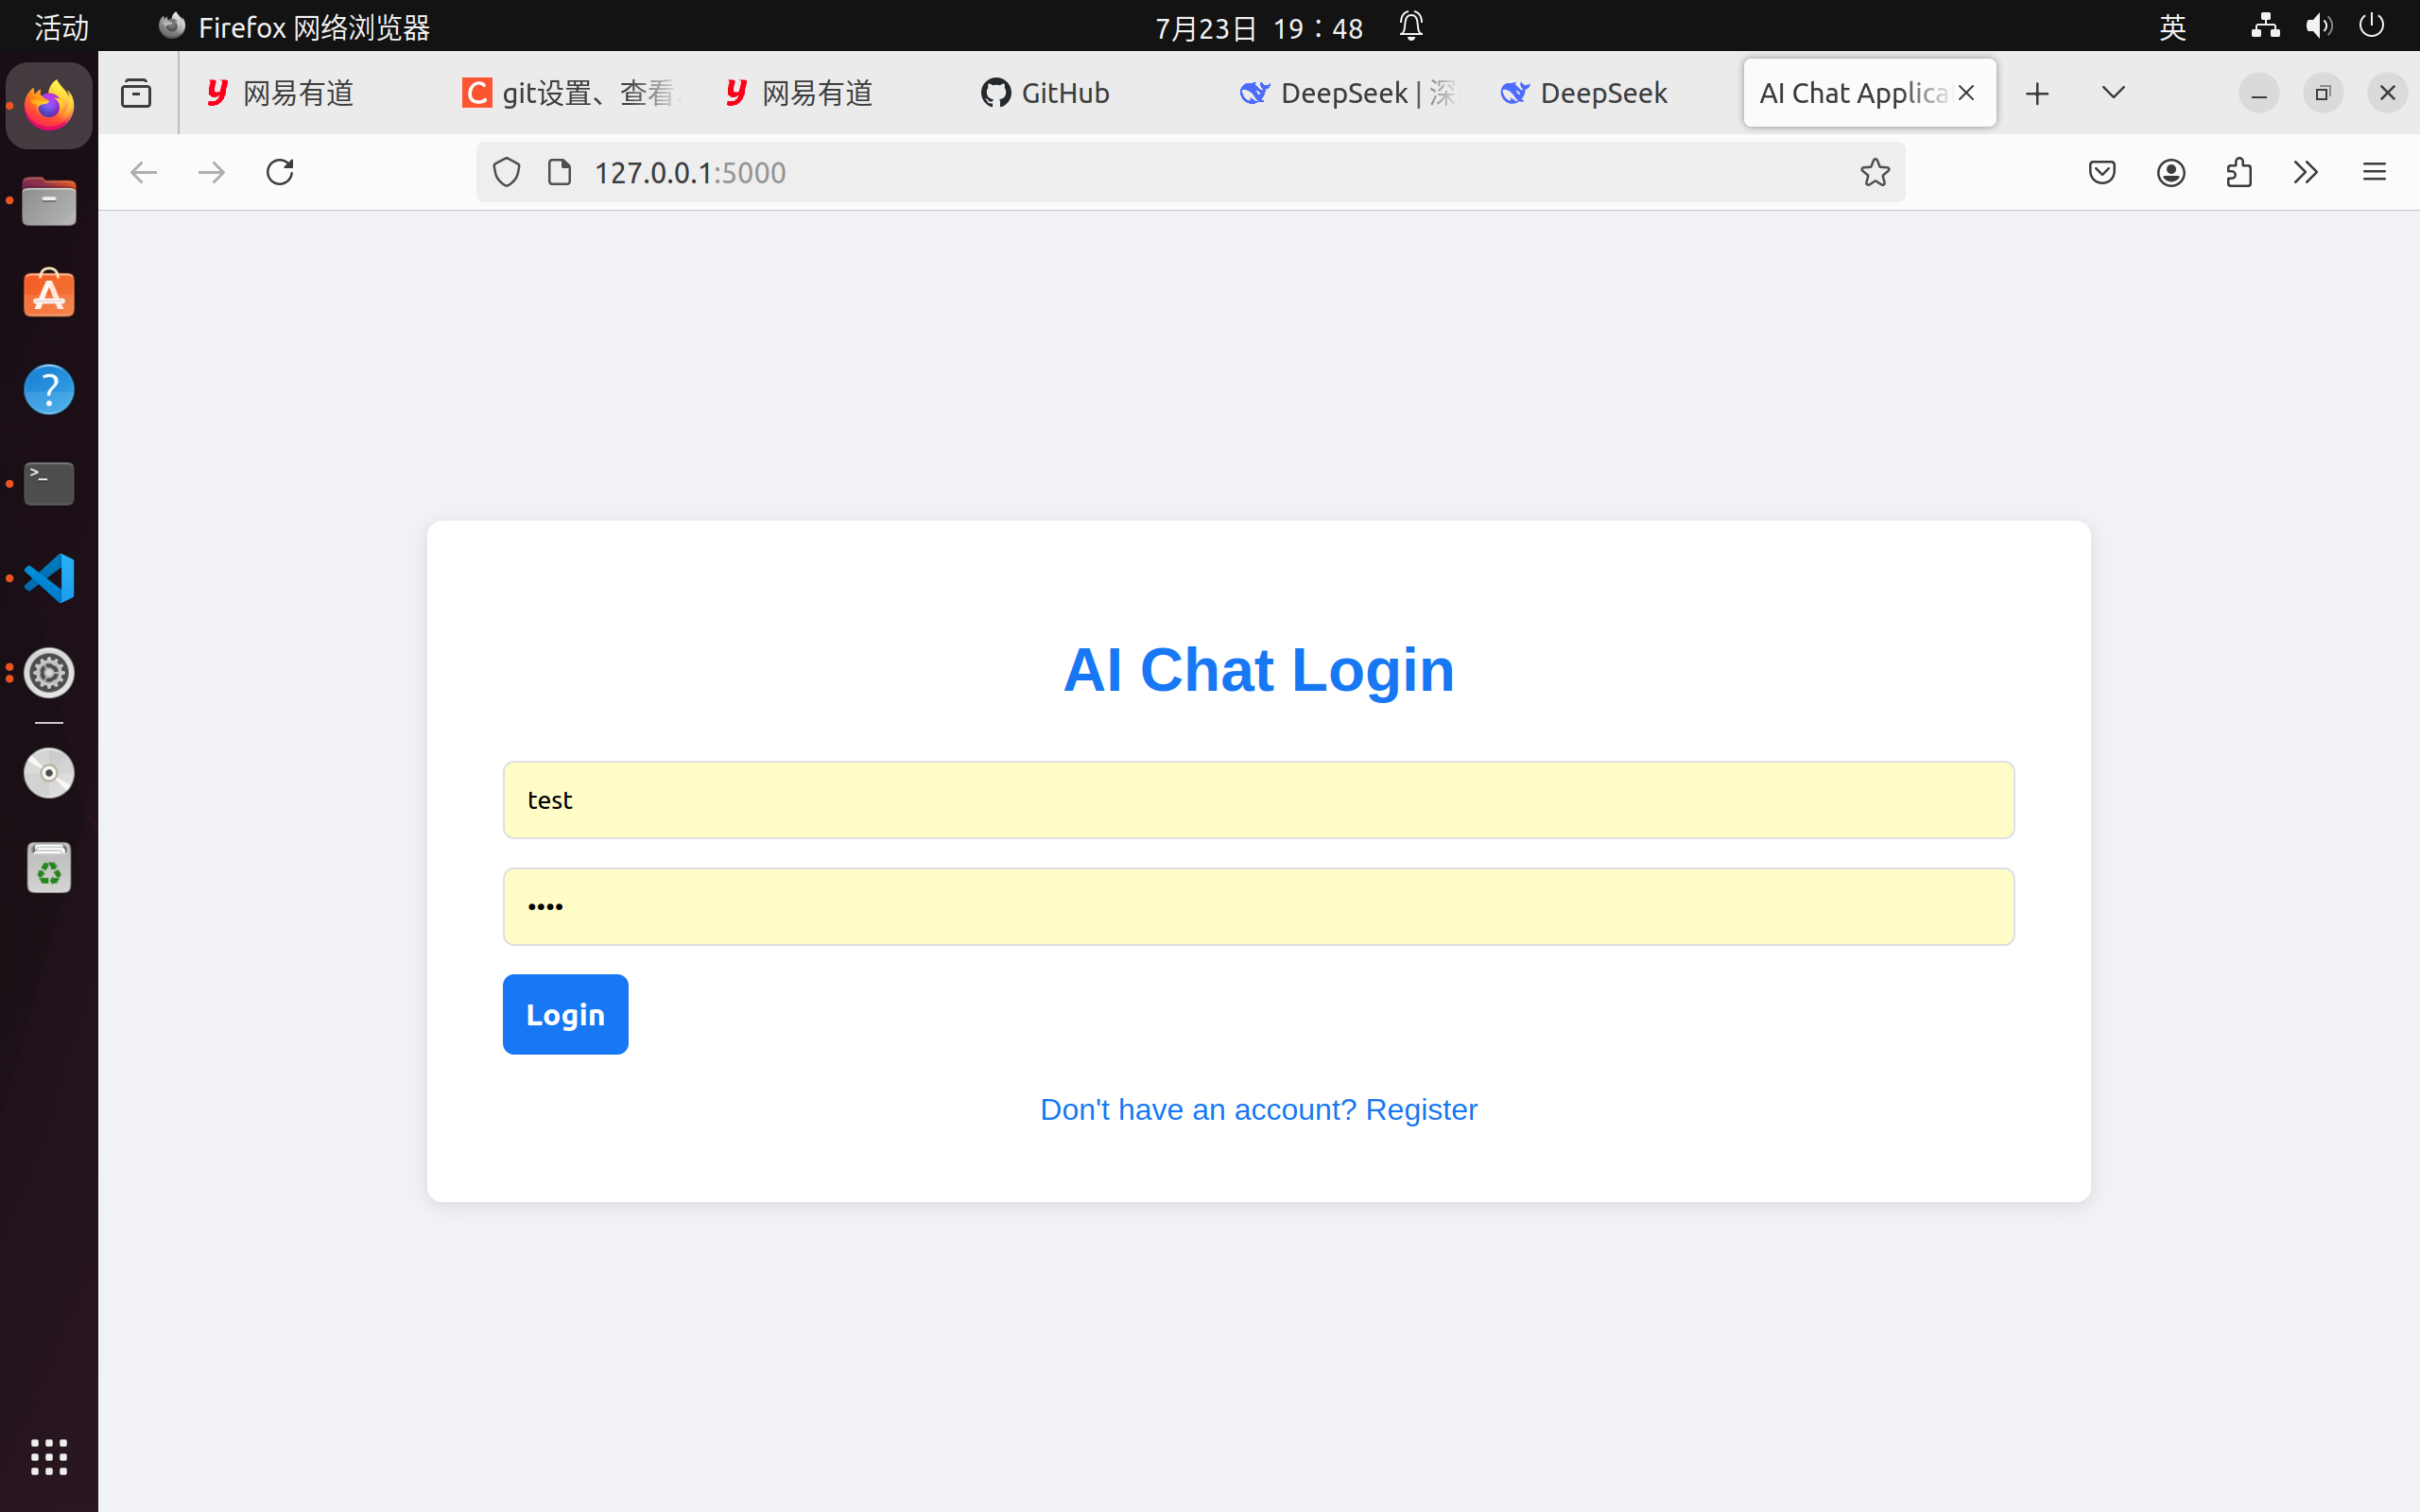 活动 Firefox 网络浏览器 7月23日 19：48 英
网易有道 git设置、查看、 网易有道 GitHub DeepSeek | 深 DeepSeek AI Chat Applica
127.0.0.1:5000
AI Chat Login
test
••••
Login
Don't have an account? Register